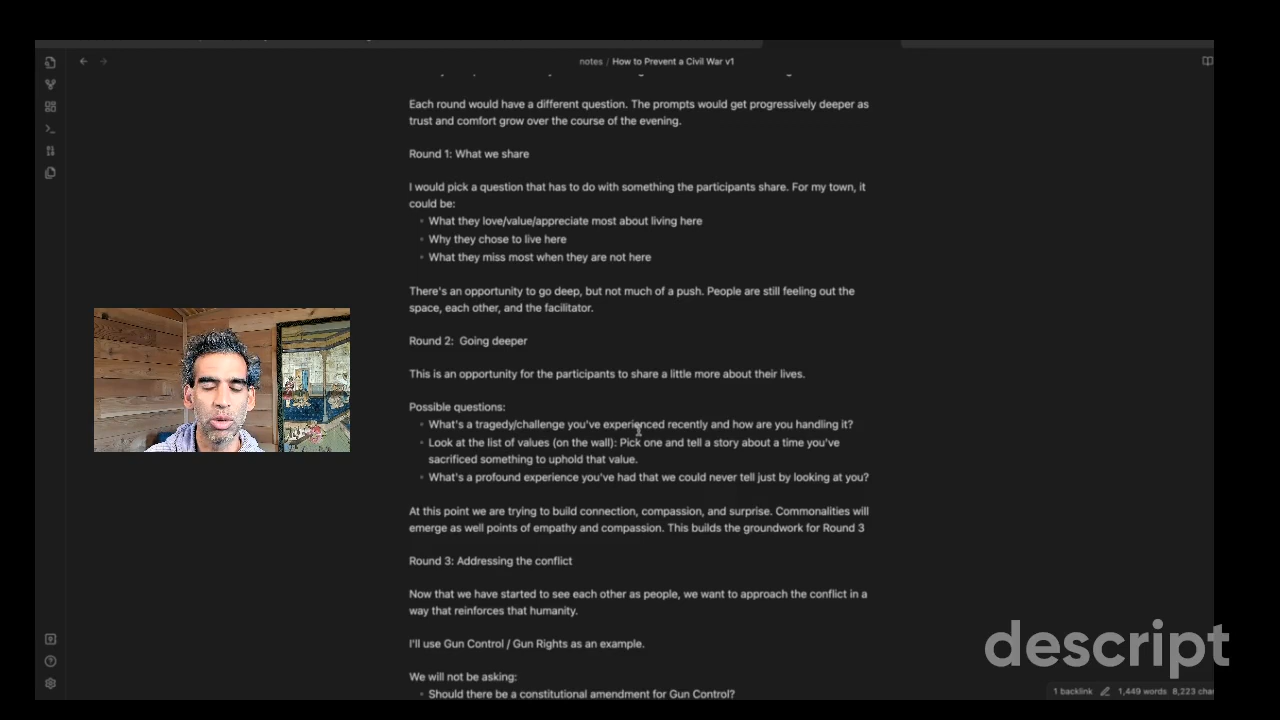 notes / How to Prevent a Civil War v1
Each round would have a different question. The prompts would get progressively deeper as
trust and comfort grow over the course of the evening.
Round 1: What we share
I would pick a question that has to do with something the participants share. For my town, it
could be:
What they love/value/appreciate most about living here
Why they chose to live here
What they miss most when they are not here
There's an opportunity to go deep, but not much of a push. People are still feeling out the
space, each other, and the facilitator.
Round 2: Going deeper
This is an opportunity for the participants to share a little more about their lives.
Possible questions:
What's a tragedy/challenge you've experienced recently and how are you handling it?
Look at the list of values (on the wall): Pick one and tell a story about a time you've
sacrificed something to uphold that value.
What's a profound experience you've had that we could never tell just by looking at you?
At this point we are trying to build connection, compassion, and surprise. Commonalities will
emerge as well points of empathy and compassion. This builds the groundwork for Round 3
Round 3: Addressing the conflict
Now that we have started to see each other as people, we want to approach the conflict in a
way that reinforces that humanity.
I'll use Gun Control / Gun Rights as an example.
We will not be asking:
Should there be a constitutional amendment for Gun Control?
descript
1 backlink 1,449 words 8,223 cha